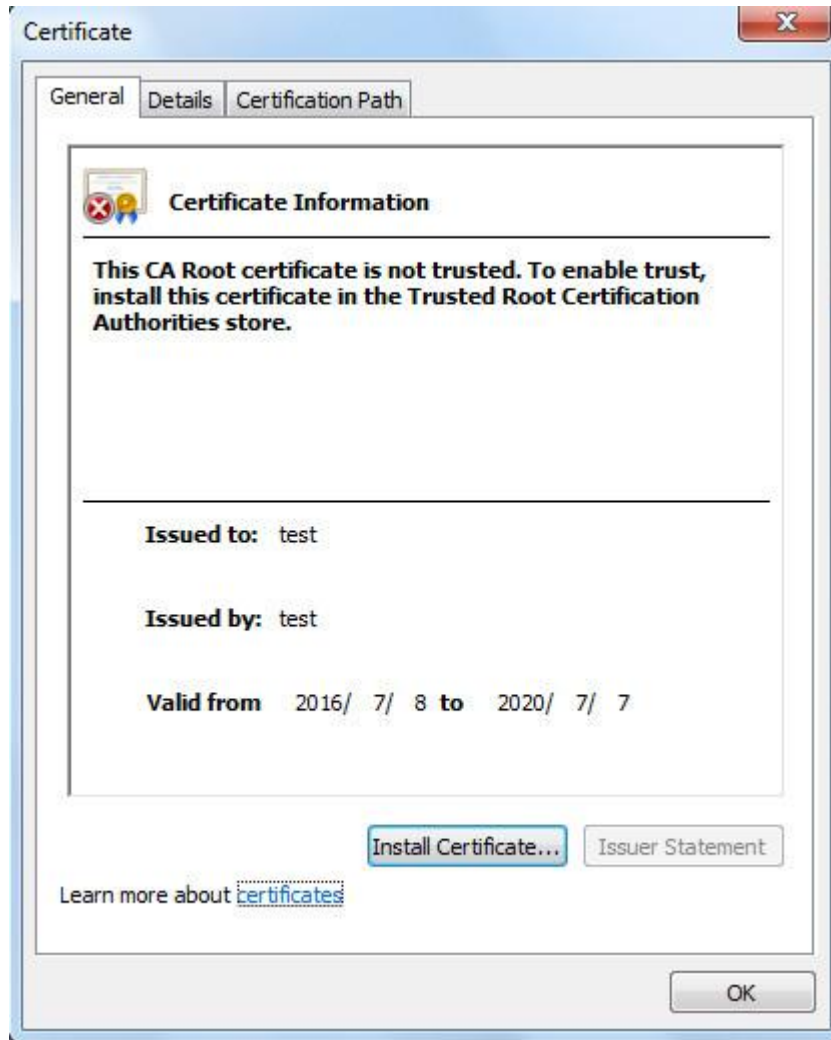 Certificate
General Details Certification Path
Certificate Information
This CA Root certificate is not trusted. To enable trust,
install this certificate in the Trusted Root Certification
Authorities store.
Issued to: test
Issued by: test
Valid from 2016/ 7/ 8 to 2020/ 7/ 7
Install Certificate... Issuer Statement
Learn more about certificates
OK